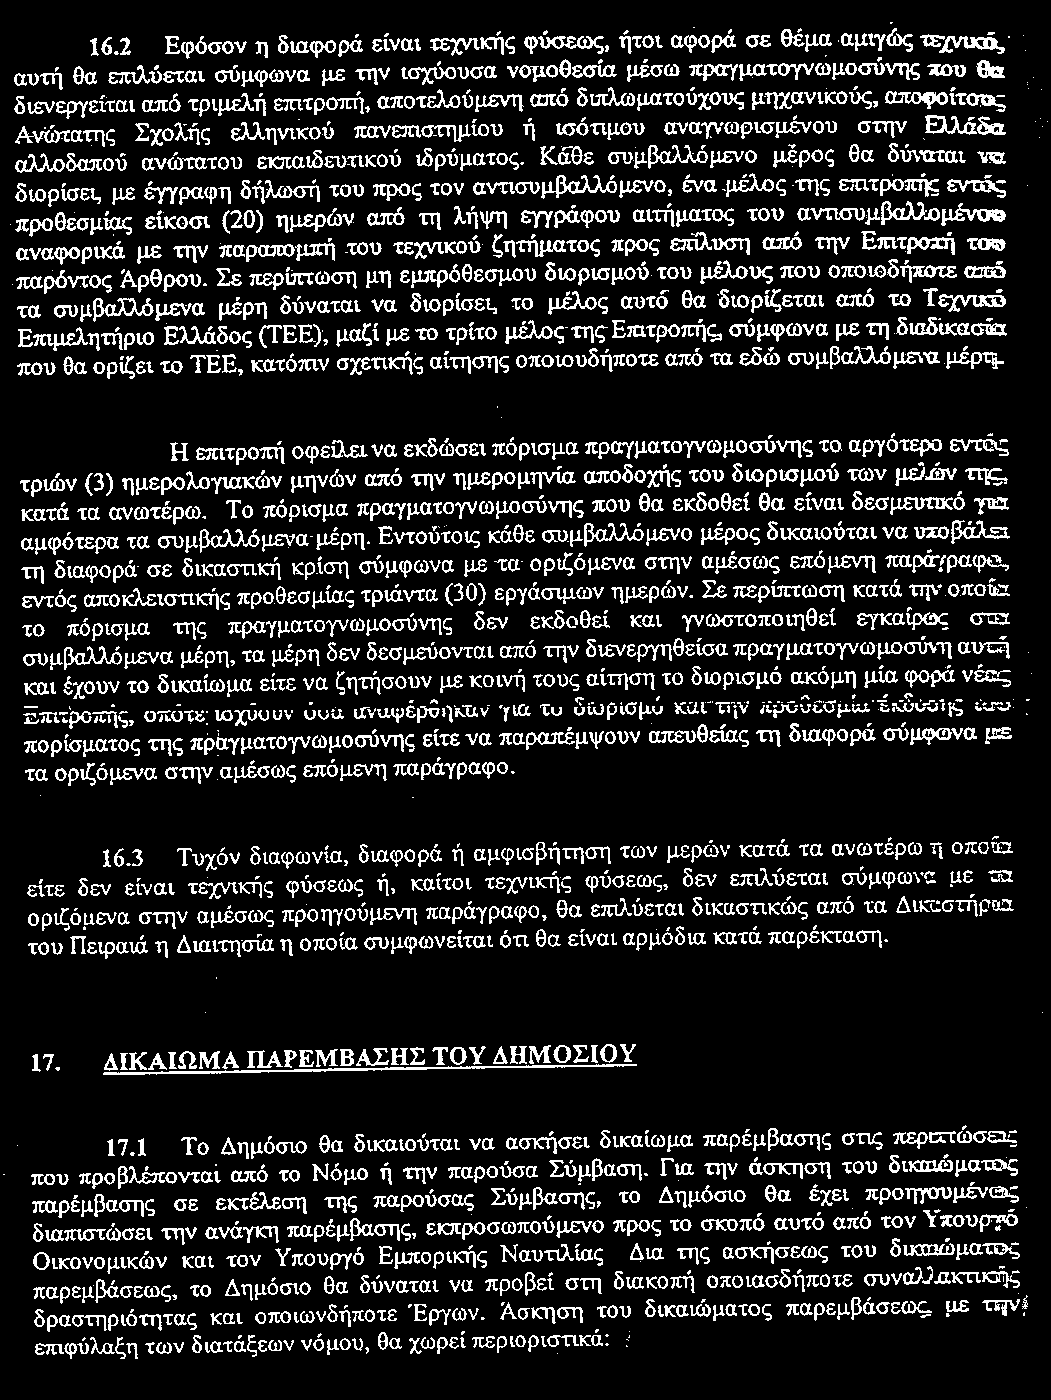 16.2 Εφόσον η διαφορά είναι τεχνικής φύσεως, ήτοι αφορά σε θέμα αμιγώς τεχνικό,
αυτή θα επιλύεται σύμφωνα με την ισχύουσα νομοθεσία μέσω πραγματογνωμοσύνης που θα
διενεργείται από τριμελή επιτροπή, αποτελούμενη από διπλωματούχους μηχανικούς, αποφοίτους
Ανώτατης Σχολής ελληνικού πανεπιστημίου ή ισότιμου αναγνωρισμένου στην Ελλάδα
αλλοδαπού ανώτατου εκπαιδευτικού ιδρύματος. Κάθε συμβαλλόμενο μέρος θα δύναται να
διορίσει, με έγγραφη δήλωσή του προς τον αντισυμβαλλόμενο, ένα μέλος της επιτροπής εντός
προθεσμίας είκοσι (20) ημερών από τη λήψη εγγράφου αιτήματος του αντισυμβαλλομένου
αναφορικά με την παραπομπή του τεχνικού ζητήματος προς επίλυση από την Επιτροπή του
παρόντος Άρθρου. Σε περίπτωση μη εμπρόθεσμου διορισμού του μέλους που οποιοδήποτε από
τα συμβαλλόμενα μέρη δύναται να διορίσει, το μέλος αυτό θα διορίζεται από το Τεχνικό
Επιμελητήριο Ελλάδος (ΤΕΕ), μαζί με το τρίτο μέλος της Επιτροπής, σύμφωνα με τη διαδικασία
που θα ορίζει το ΤΕΕ, κατόπιν σχετικής αίτησης οποιουδήποτε από τα εδώ συμβαλλόμενα μέρη.
Η επιτροπή οφείλει να εκδώσει πόρισμα πραγματογνωμοσύνης το αργότερο εντός
τριών (3) ημερολογιακών μηνών από την ημερομηνία αποδοχής του διορισμού των μελών της,
κατά τα ανωτέρω. Το πόρισμα πραγματογνωμοσύνης που θα εκδοθεί θα είναι δεσμευτικό για
αμφότερα τα συμβαλλόμενα μέρη. Εντούτοις κάθε συμβαλλόμενο μέρος δικαιούται να υποβάλει
τη διαφορά σε δικαστική κρίση σύμφωνα με τα οριζόμενα στην αμέσως επόμενη παράγραφο,
εντός αποκλειστικής προθεσμίας τριάντα (30) εργάσιμων ημερών. Σε περίπτωση κατά την οποία
το πόρισμα της πραγματογνωμοσύνης δεν εκδοθεί και γνωστοποιηθεί εγκαίρως στα
συμβαλλόμενα μέρη, τα μέρη δεν δεσμεύονται από την διενεργηθείσα πραγματογνωμοσύνη αυτή
και έχουν το δικαίωμα είτε να ζητήσουν με κοινή τους αίτηση το διορισμό ακόμη μία φορά νέας
Επιτροπής, οπότε ισχύουν όσα αναφέρθηκαν για το διορισμό και την προθεσμία έκδοσης του
πορίσματος της πραγματογνωμοσύνης είτε να παραπέμψουν απευθείας τη διαφορά σύμφωνα με
τα οριζόμενα στην αμέσως επόμενη παράγραφο.
16.3 Τυχόν διαφωνία, διαφορά ή αμφισβήτηση των μερών κατά τα ανωτέρω η οποία
είτε δεν είναι τεχνικής φύσεως ή, καίτοι τεχνικής φύσεως, δεν επιλύεται σύμφωνα με τα
οριζόμενα στην αμέσως προηγούμενη παράγραφο, θα επιλύεται δικαστικώς από τα Δικαστήρια
του Πειραιά η Διαιτησία η οποία συμφωνείται ότι θα είναι αρμόδια κατά παρέκταση.
17. ΔΙΚΑΙΩΜΑ ΠΑΡΕΜΒΑΣΗΣ ΤΟΥ ΔΗΜΟΣΙΟΥ
17.1 Το Δημόσιο θα δικαιούται να ασκήσει δικαίωμα παρέμβασης στις περιπτώσεις
που προβλέπονται από το Νόμο ή την παρούσα Σύμβαση. Για την άσκηση του δικαιώματος
παρέμβασης σε εκτέλεση της παρούσας Σύμβασης, το Δημόσιο θα έχει προηγουμένως
διαπιστώσει την ανάγκη παρέμβασης, εκπροσωπούμενο προς το σκοπό αυτό από τον Υπουργό
Οικονομικών και τον Υπουργό Εμπορικής Ναυτιλίας Δια της ασκήσεως του δικαιώματος
παρεμβάσεως, το Δημόσιο θα δύναται να προβεί στη διακοπή οποιασδήποτε συναλλακτικής
δραστηριότητας και οποιωνδήποτε Έργων. Άσκηση του δικαιώματος παρεμβάσεως, με την
επιφύλαξη των διατάξεων νόμου, θα χωρεί περιοριστικά: